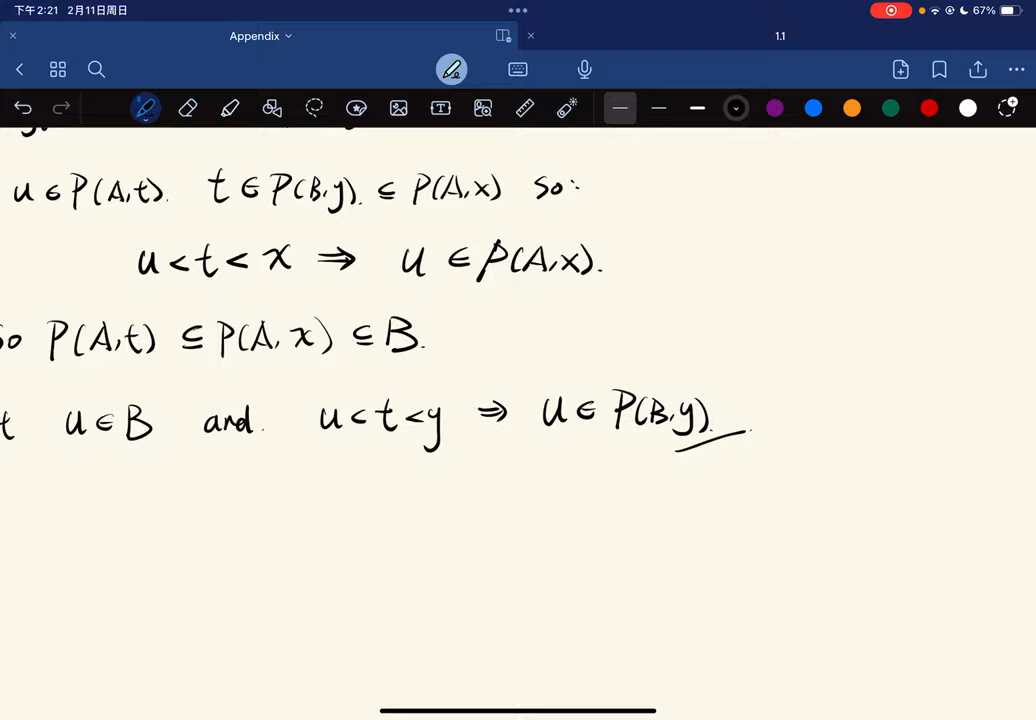 下午2:21 2月11日周日
67%
Appendix
1.1
u ∈ P(A,t). t ∈ P(B,y). ⊆ P(A,x) so:
u < t < x ⇒ u ∈ P(A,x).
so P(A,t) ⊆ P(A,x) ⊆ B.
t u ∈ B and. u < t < y ⇒ u ∈ P(B,y).